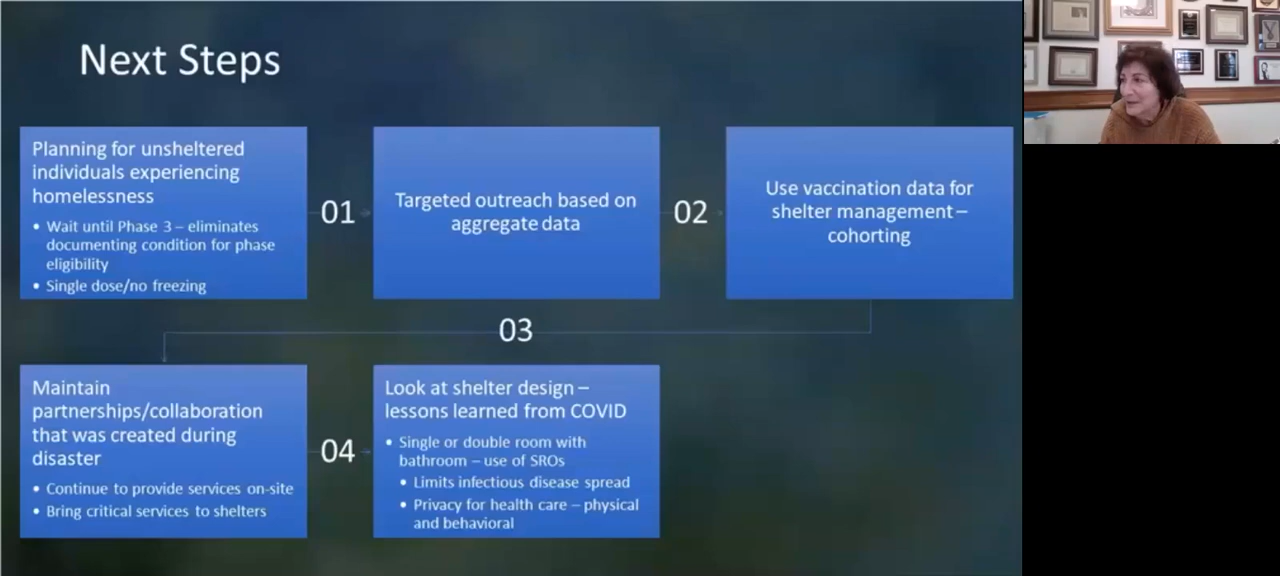 Next Steps
Planning for unsheltered
individuals experiencing
homelessness
• Wait until Phase 3 – eliminates
documenting condition for phase
eligibility
• Single dose/no freezing
01
Targeted outreach based on
aggregate data
02
Use vaccination data for
shelter management –
cohorting
03
Maintain
partnerships/collaboration
that was created during
disaster
• Continue to provide services on-site
• Bring critical services to shelters
04
Look at shelter design –
lessons learned from COVID
• Single or double room with
bathroom – use of SROs
• Limits infectious disease spread
• Privacy for health care – physical
and behavioral